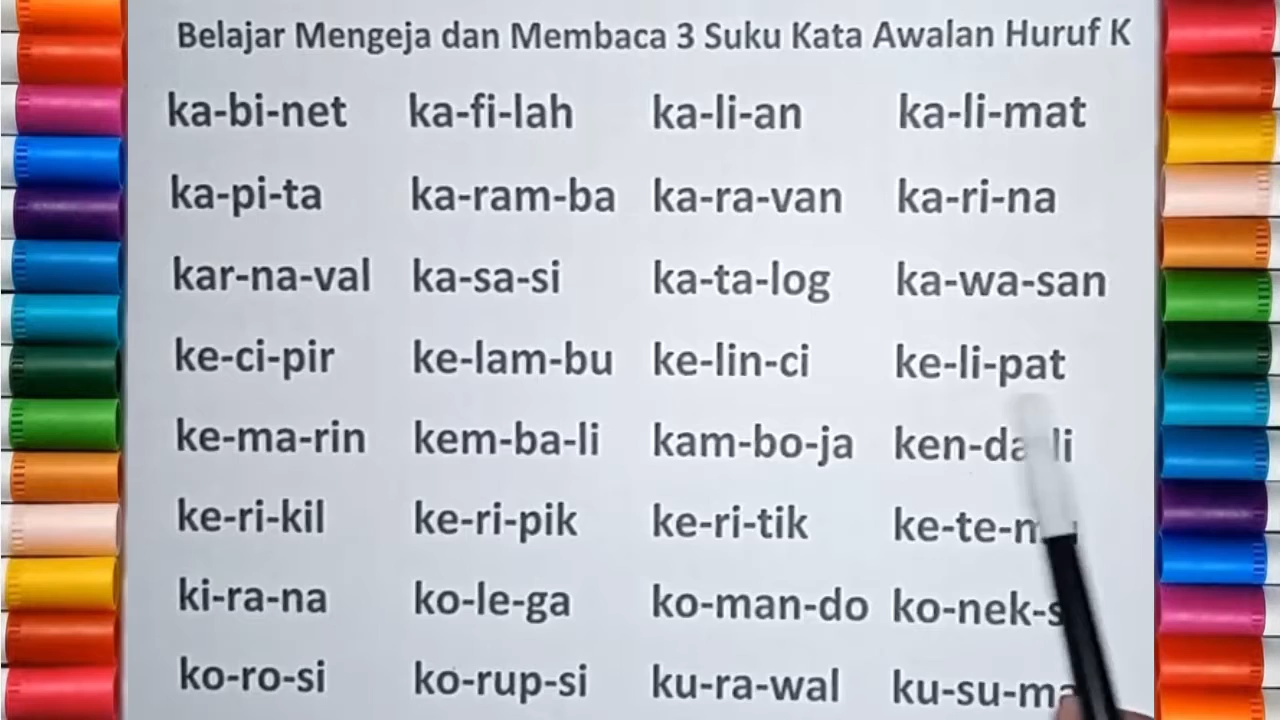 Belajar Mengeja dan Membaca 3 Suku Kata Awalan Huruf K
ka-bi-net ka-fi-lah ka-li-an ka-li-mat
ka-pi-ta ka-ram-ba ka-ra-van ka-ri-na
kar-na-val ka-sa-si ka-ta-log ka-wa-san
ke-ci-pir ke-lam-bu ke-lin-ci ke-li-pat
ke-ma-rin kem-ba-li kam-bo-ja
ke-ri-kil ke-ri-pik ke-ri-tik
ki-ra-na ko-le-ga ko-man-do
ko-ro-si ko-rup-si ku-ra-wal